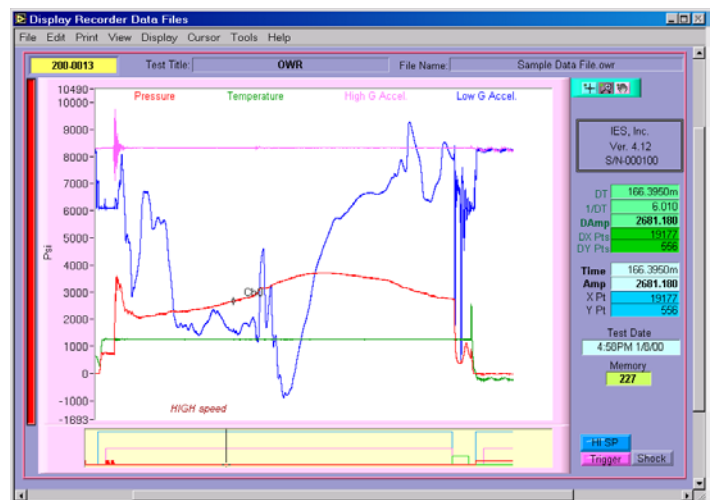 Display Recorder Data Files
File Edit Print View Display Cursor Tools Help
200-0013 Test Title: OWR File Name: Sample Data File.owr
Pressure Temperature High G Accel. Low G Accel.
10490
10000
9000
8000
7000
6000
5000
4000
3000
2000
1000
0
-1000
-1693
Psi
Ch0
HIGH speed
IES, Inc.
Ver. 4.12
S/N-000100
DT 166.3950m
1/DT 6.010
DAmp 2681.180
DX Pts 19177
DY Pts 556
Time 166.3950m
Amp 2681.180
X Pt 19177
Y Pt 556
Test Date
4:58PM 1/8/00
Memory
227
HI SP
Trigger Shock